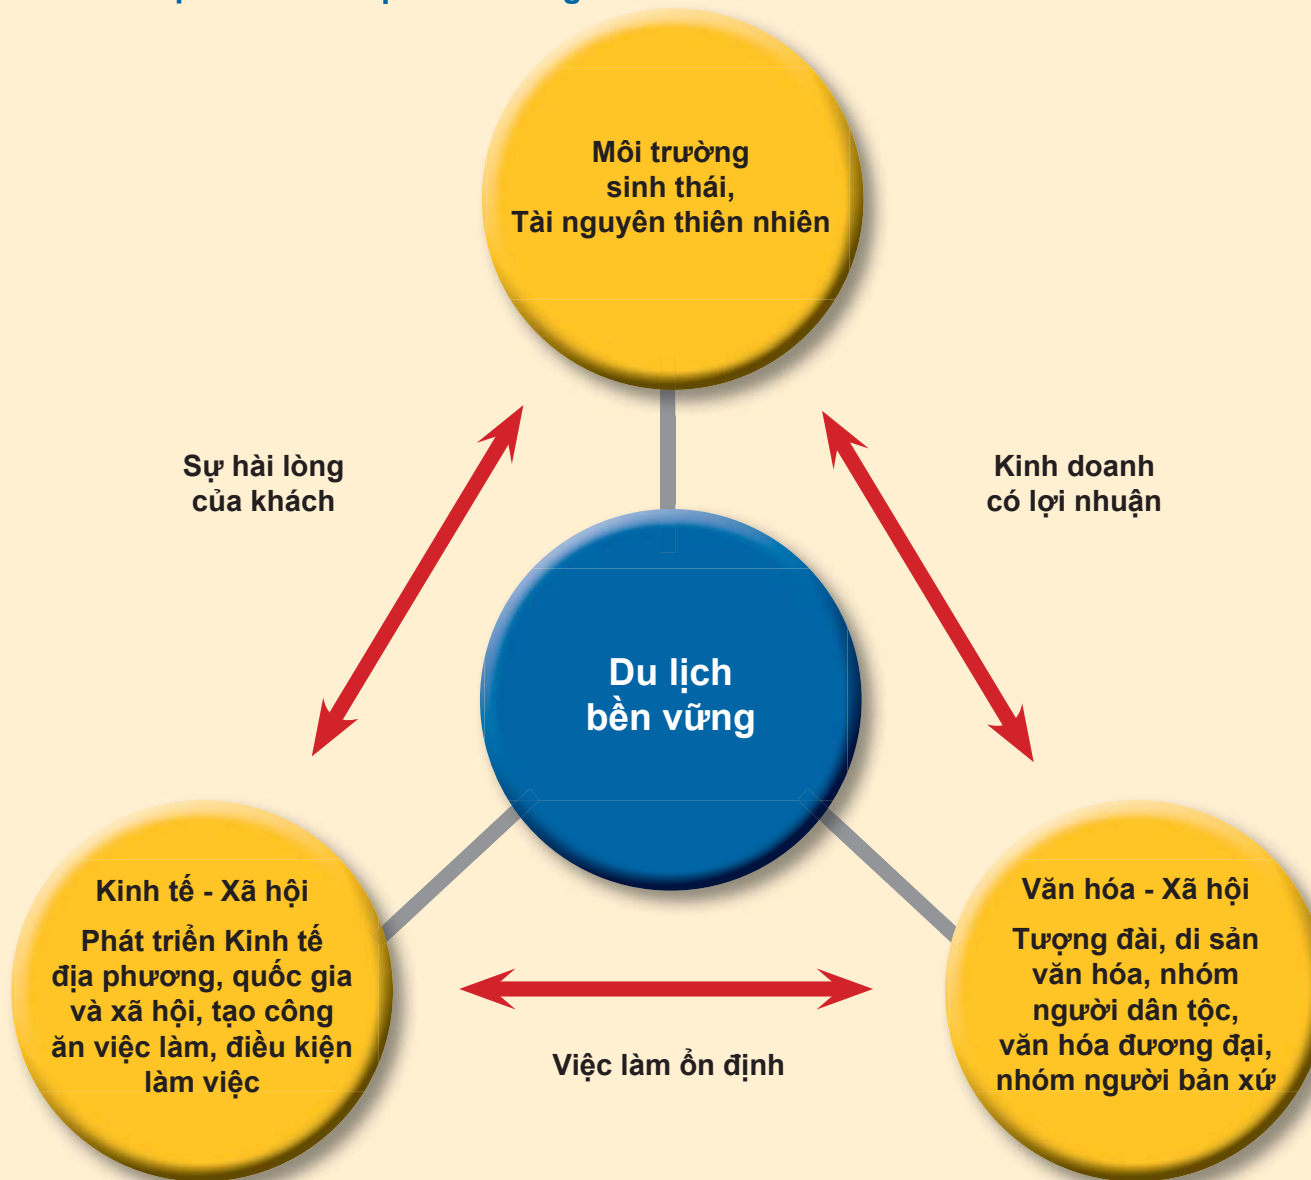 Môi trường
sinh thái,
Tài nguyên thiên nhiên
Sự hài lòng
của khách
Kinh doanh
có lợi nhuận
Du lịch
bền vững
Kinh tế - Xã hội
Phát triển Kinh tế
địa phương, quốc gia
và xã hội, tạo công
ăn việc làm, điều kiện
làm việc
Việc làm ổn định
Văn hóa - Xã hội
Tượng đài, di sản
văn hóa, nhóm
người dân tộc,
văn hóa đương đại,
nhóm người bản xứ